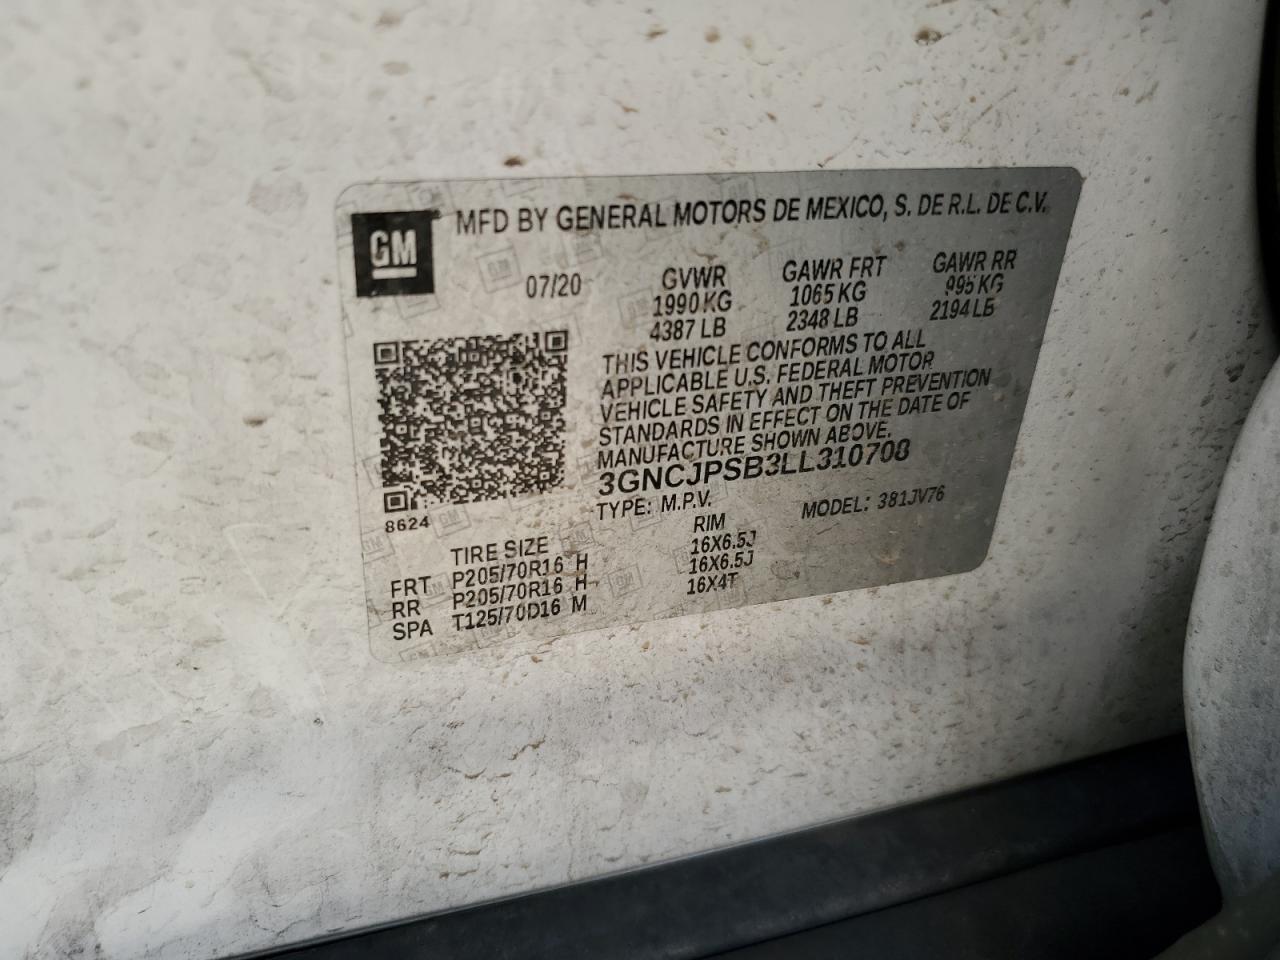 GM
MFD BY GENERAL MOTORS DE MEXICO, S. DE R.L. DE C.V.
07/20 GVWR GAWR FRT GAWR RR
1990 KG 1065 KG 995 KG
4387 LB 2348 LB 2194 LB
THIS VEHICLE CONFORMS TO ALL
APPLICABLE U.S. FEDERAL MOTOR
VEHICLE SAFETY AND THEFT PREVENTION
STANDARDS IN EFFECT ON THE DATE OF
MANUFACTURE SHOWN ABOVE.
3GNCJPSB3LL310708
TYPE: M.P.V. MODEL: 381JV76
8624
TIRE SIZE RIM
FRT P205/70R16 H 16X6.5J
RR P205/70R16 H 16X6.5J
SPA T125/70D16 M 16X4T